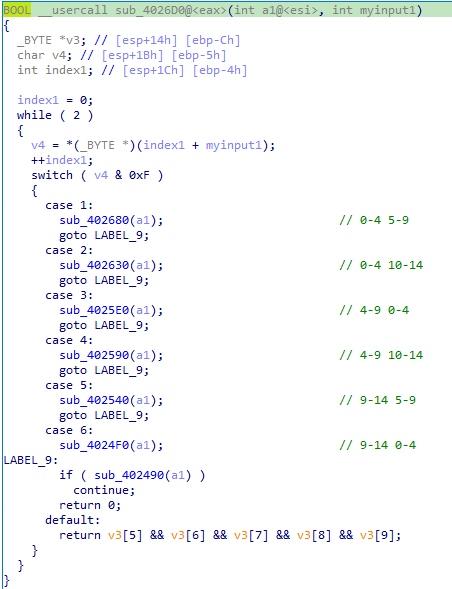 BOOL __usercall sub_4026D0@<eax>(int a1@<esi>, int myinput1)
{
  _BYTE *v3; // [esp+14h] [ebp-Ch]
  char v4; // [esp+1Bh] [ebp-5h]
  int index1; // [esp+1Ch] [ebp-4h]

  index1 = 0;
  while ( 2 )
  {
    v4 = *(_BYTE *)(index1 + myinput1);
    ++index1;
    switch ( v4 & 0xF )
    {
      case 1:
        sub_402680(a1);                         // 0-4 5-9
        goto LABEL_9;
      case 2:
        sub_402630(a1);                         // 0-4 10-14
        goto LABEL_9;
      case 3:
        sub_4025E0(a1);                         // 4-9 0-4
        goto LABEL_9;
      case 4:
        sub_402590(a1);                         // 4-9 10-14
        goto LABEL_9;
      case 5:
        sub_402540(a1);                         // 9-14 5-9
        goto LABEL_9;
      case 6:
        sub_4024F0(a1);                         // 9-14 0-4
LABEL_9:
        if ( sub_402490(a1) )
          continue;
        return 0;
      default:
        return v3[5] && v3[6] && v3[7] && v3[8] && v3[9];
    }
  }
}